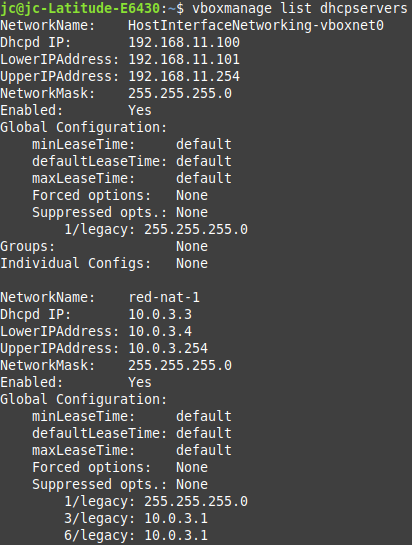 jc@jc-Latitude-E6430:~$ vboxmanage list dhcpservers
NetworkName:    HostInterfaceNetworking-vboxnet0
Dhcpd IP:       192.168.11.100
LowerIPAddress: 192.168.11.101
UpperIPAddress: 192.168.11.254
NetworkMask:    255.255.255.0
Enabled:        Yes
Global Configuration:
    minLeaseTime:     default
    defaultLeaseTime: default
    maxLeaseTime:     default
    Forced options:   None
    Suppressed opts.: None
        1/legacy: 255.255.255.0
Groups:               None
Individual Configs:   None

NetworkName:    red-nat-1
Dhcpd IP:       10.0.3.3
LowerIPAddress: 10.0.3.4
UpperIPAddress: 10.0.3.254
NetworkMask:    255.255.255.0
Enabled:        Yes
Global Configuration:
    minLeaseTime:     default
    defaultLeaseTime: default
    maxLeaseTime:     default
    Forced options:   None
    Suppressed opts.: None
        1/legacy: 255.255.255.0
        3/legacy: 10.0.3.1
        6/legacy: 10.0.3.1